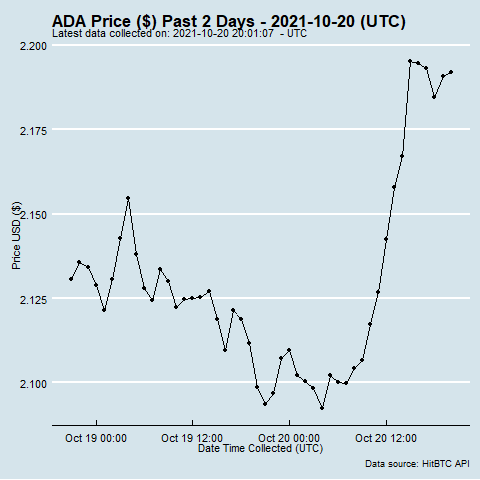 ADA Price ($) Past 2 Days - 2021-10-20 (UTC)
Latest data collected on: 2021-10-20 20:01:07  - UTC
2.200
2.175
2.150
2.125
2.100
Price USD ($)
Oct 19 00:00
Oct 19 12:00
Oct 20 00:00
Oct 20 12:00
Date Time Collected (UTC)
Data source: HitBTC API